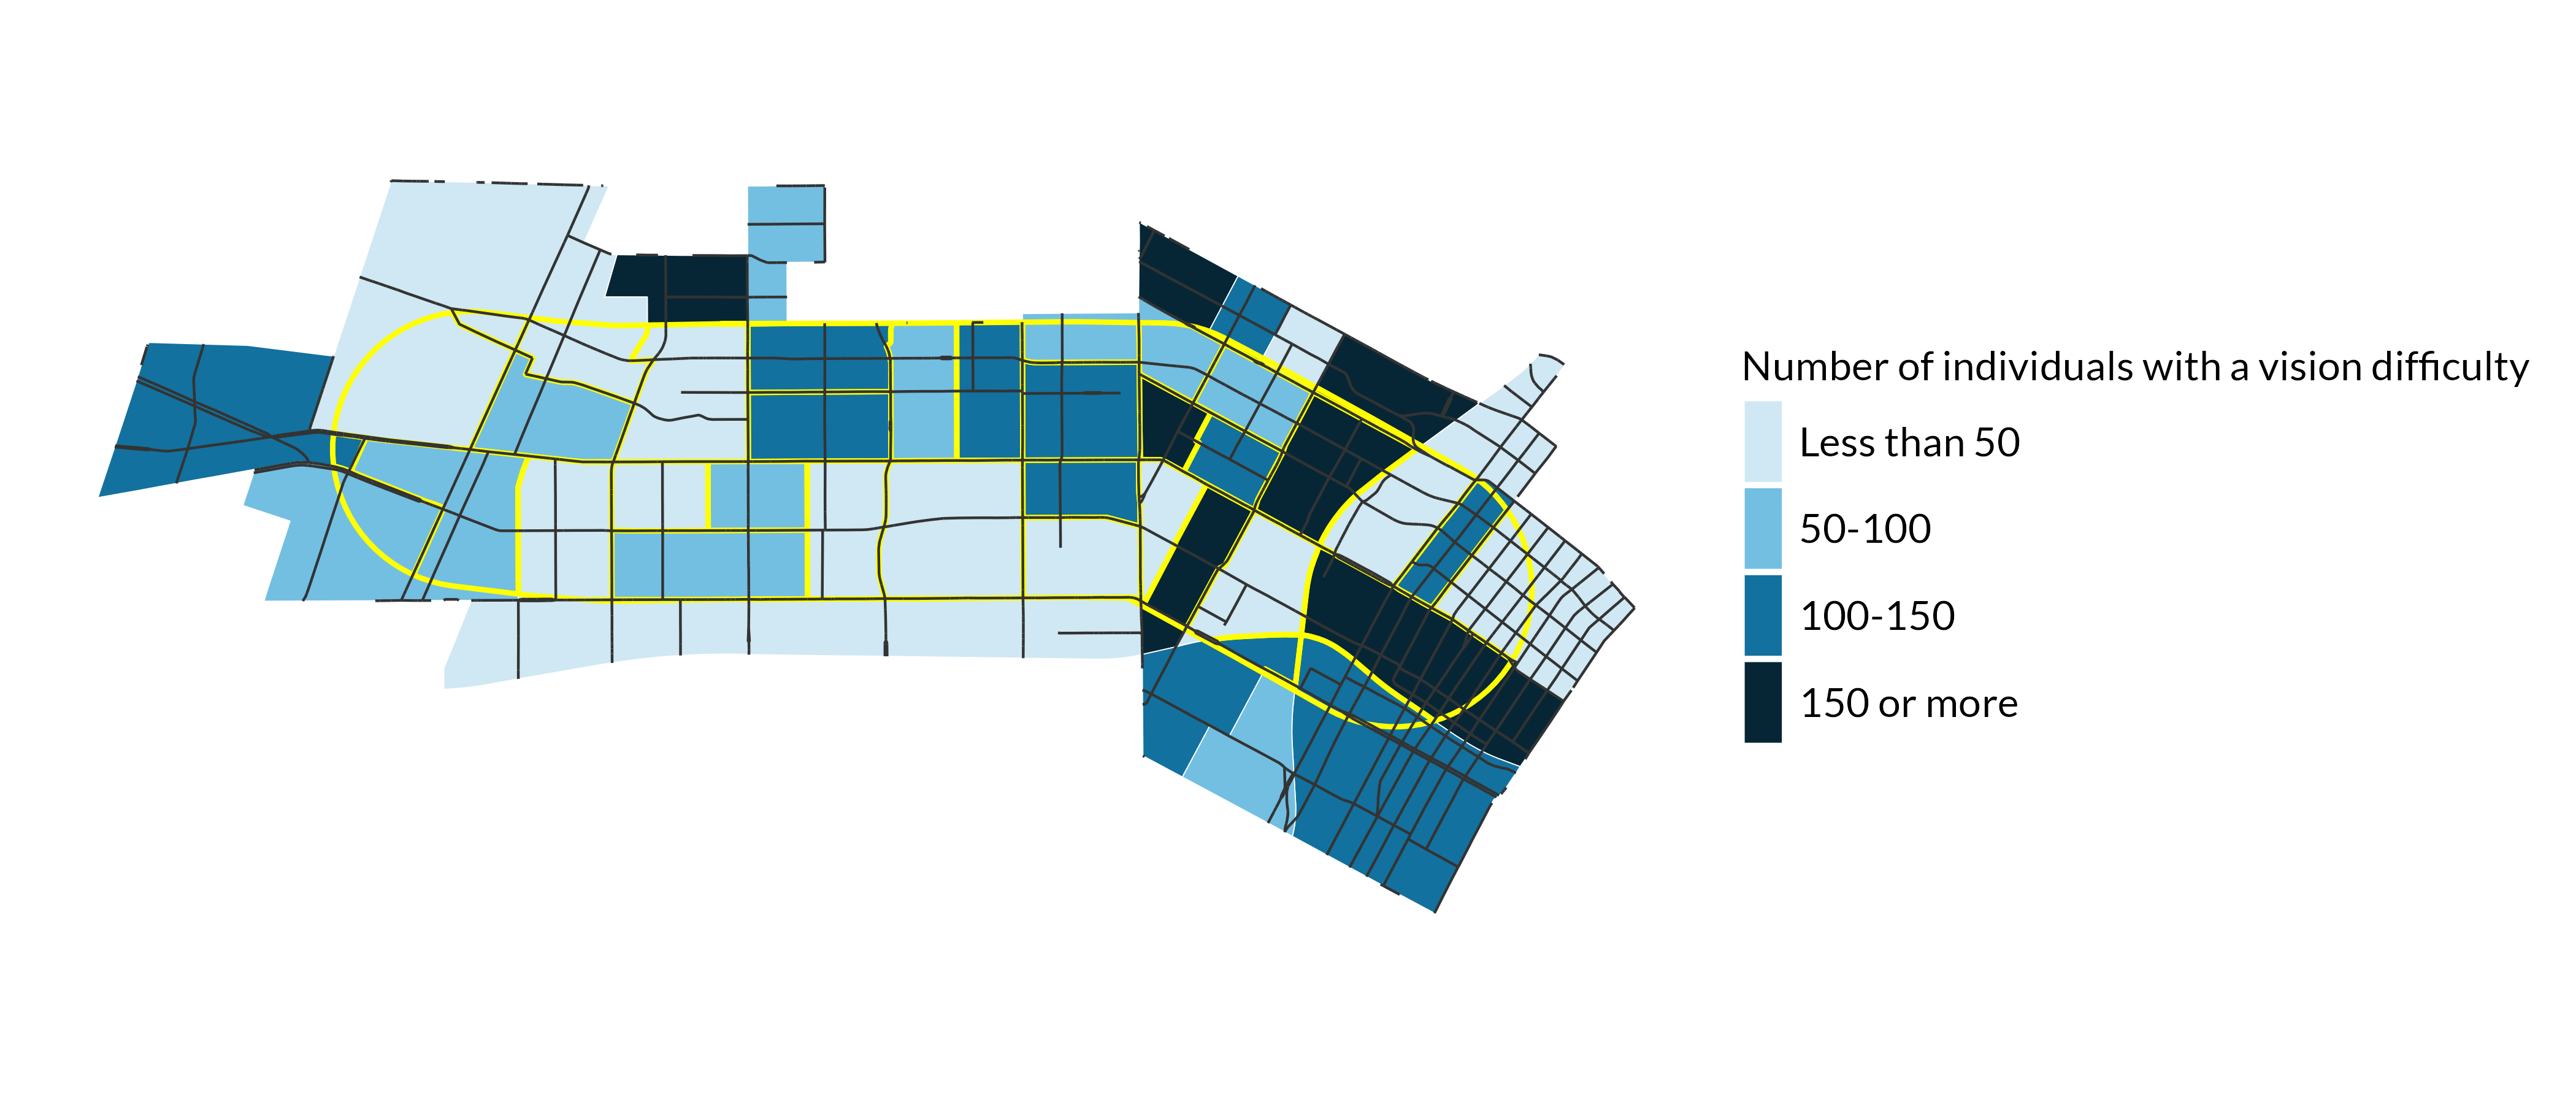 Number of individuals with a vision difficulty
Less than 50
50-100
100-150
150 or more